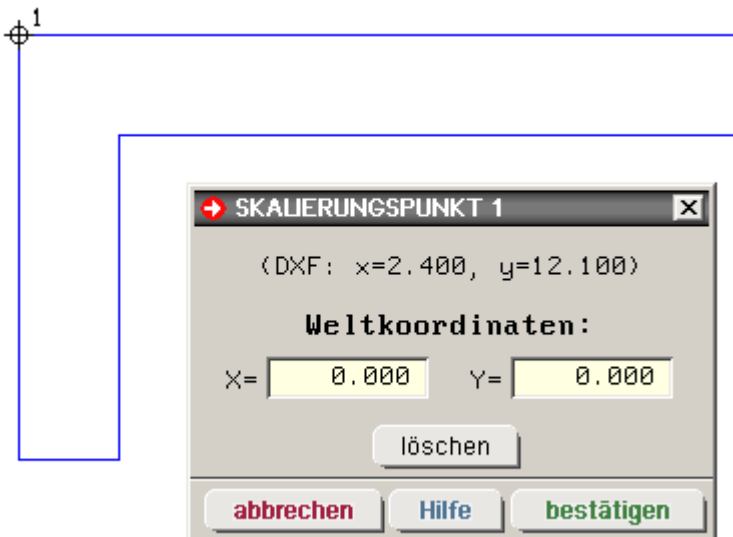 1
SKALIERUNGSPUNKT 1
(DXF: x=2.400, y=12.100)
Weltkoordinaten:
X= 0.000 Y= 0.000
löschen
abbrechen Hilfe bestätigen